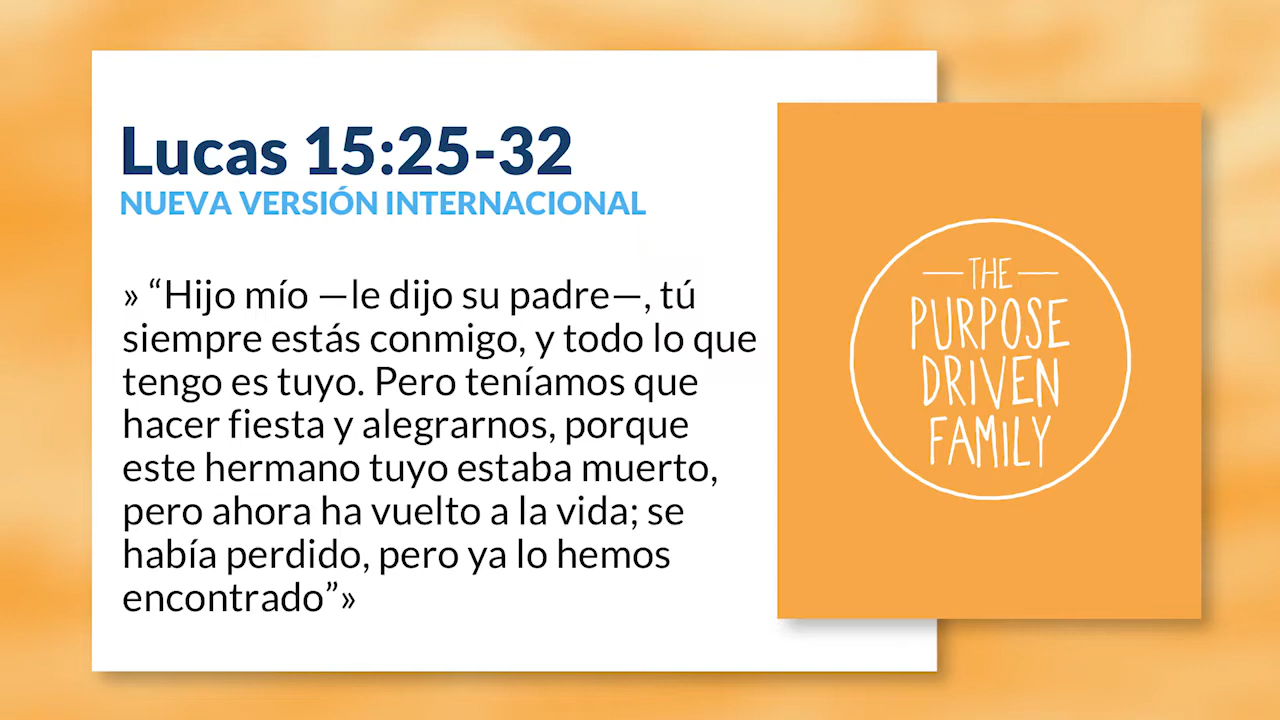 Lucas 15:25-32
NUEVA VERSIÓN INTERNACIONAL
» “Hijo mío —le dijo su padre—, tú
siempre estás conmigo, y todo lo que
tengo es tuyo. Pero teníamos que
hacer fiesta y alegrarnos, porque
este hermano tuyo estaba muerto,
pero ahora ha vuelto a la vida; se
había perdido, pero ya lo hemos
encontrado”»
THE
PURPOSE
DRIVEN
FAMILY